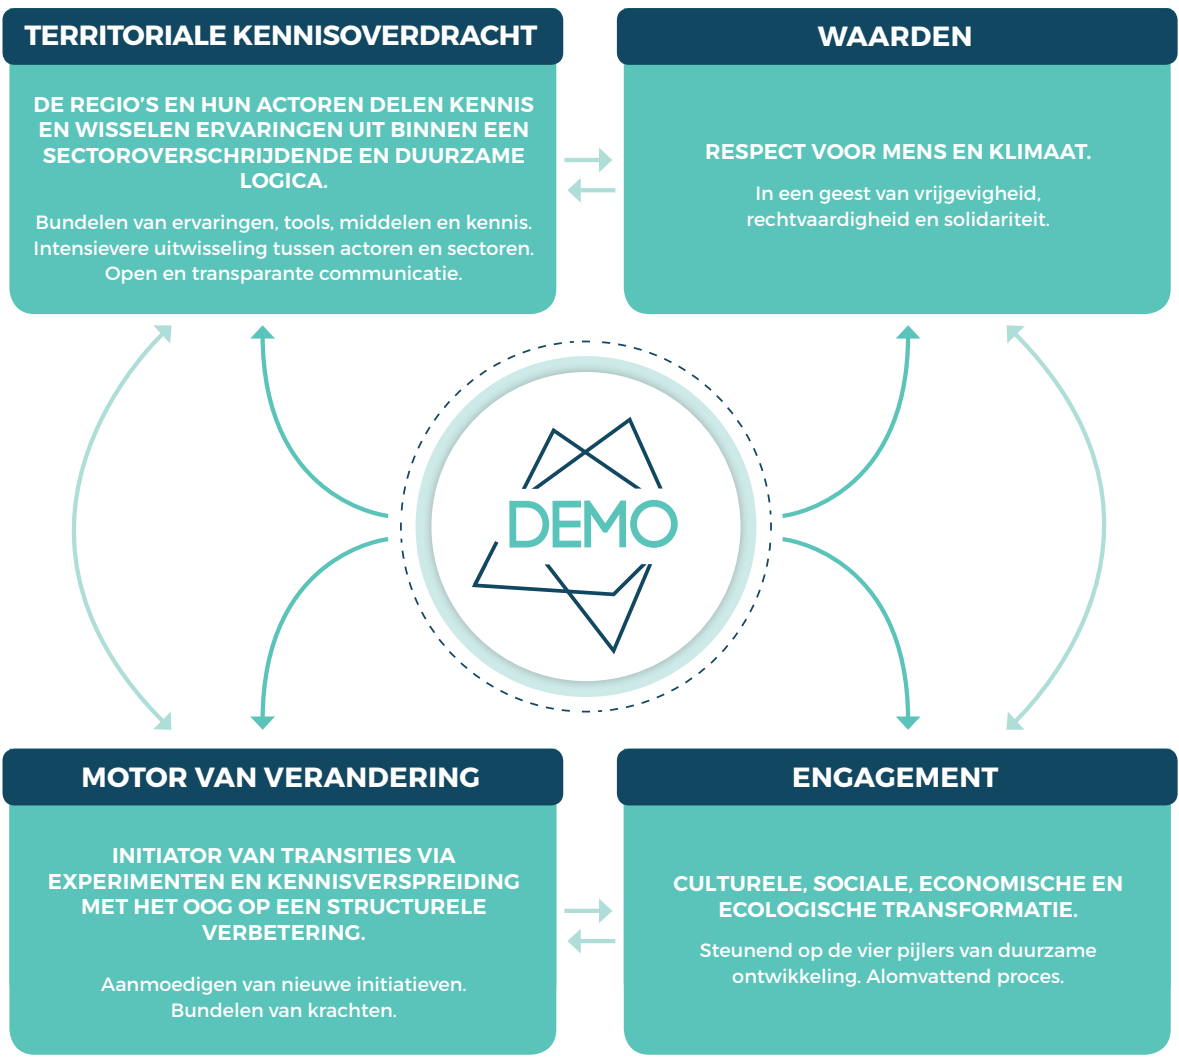 TERRITORIALE KENNISOVERDRACHT
DE REGIO’S EN HUN ACTOREN DELEN KENNIS
EN WISSELEN ERVARINGEN UIT BINNEN EEN
SECTOROVERSCHRIJDENDE EN DUURZAME
LOGICA.
Bundelen van ervaringen, tools, middelen en kennis.
Intensievere uitwisseling tussen actoren en sectoren.
Open en transparante communicatie.
WAARDEN
RESPECT VOOR MENS EN KLIMAAT.
In een geest van vrijgevigheid,
rechtvaardigheid en solidariteit.
DEMO
MOTOR VAN VERANDERING
INITIATOR VAN TRANSITIES VIA
EXPERIMENTEN EN KENNISVERSPREIDING
MET HET OOG OP EEN STRUCTURELE
VERBETERING.
Aanmoedigen van nieuwe initiatieven.
Bundelen van krachten.
ENGAGEMENT
CULTURELE, SOCIALE, ECONOMISCHE EN
ECOLOGISCHE TRANSFORMATIE.
Steunend op de vier pijlers van duurzame
ontwikkeling. Alomvattend proces.